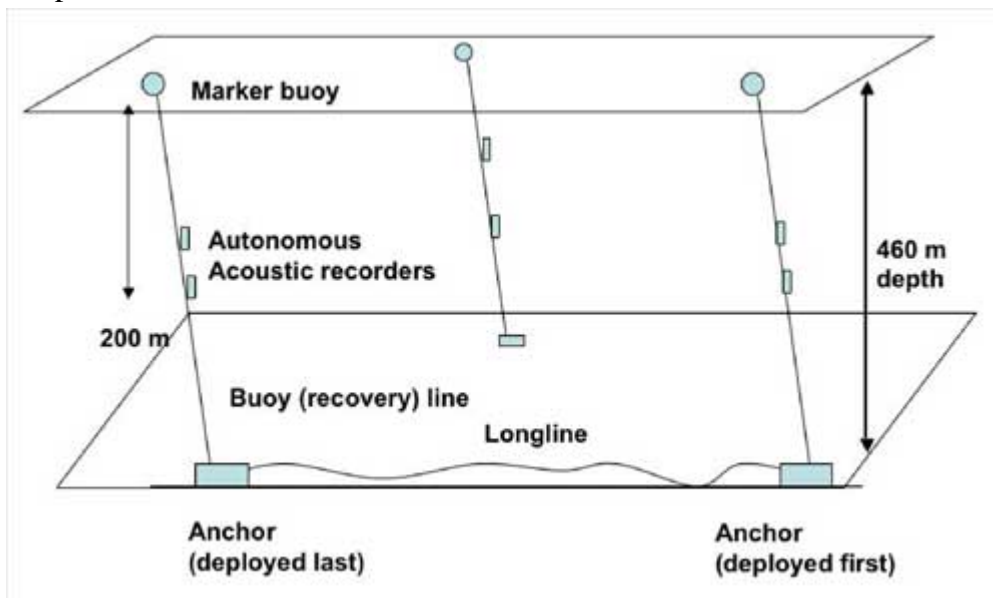 Marker buoy
Autonomous
Acoustic recorders
460 m
depth
200 m
Buoy (recovery) line
Longline
Anchor
(deployed last)
Anchor
(deployed first)